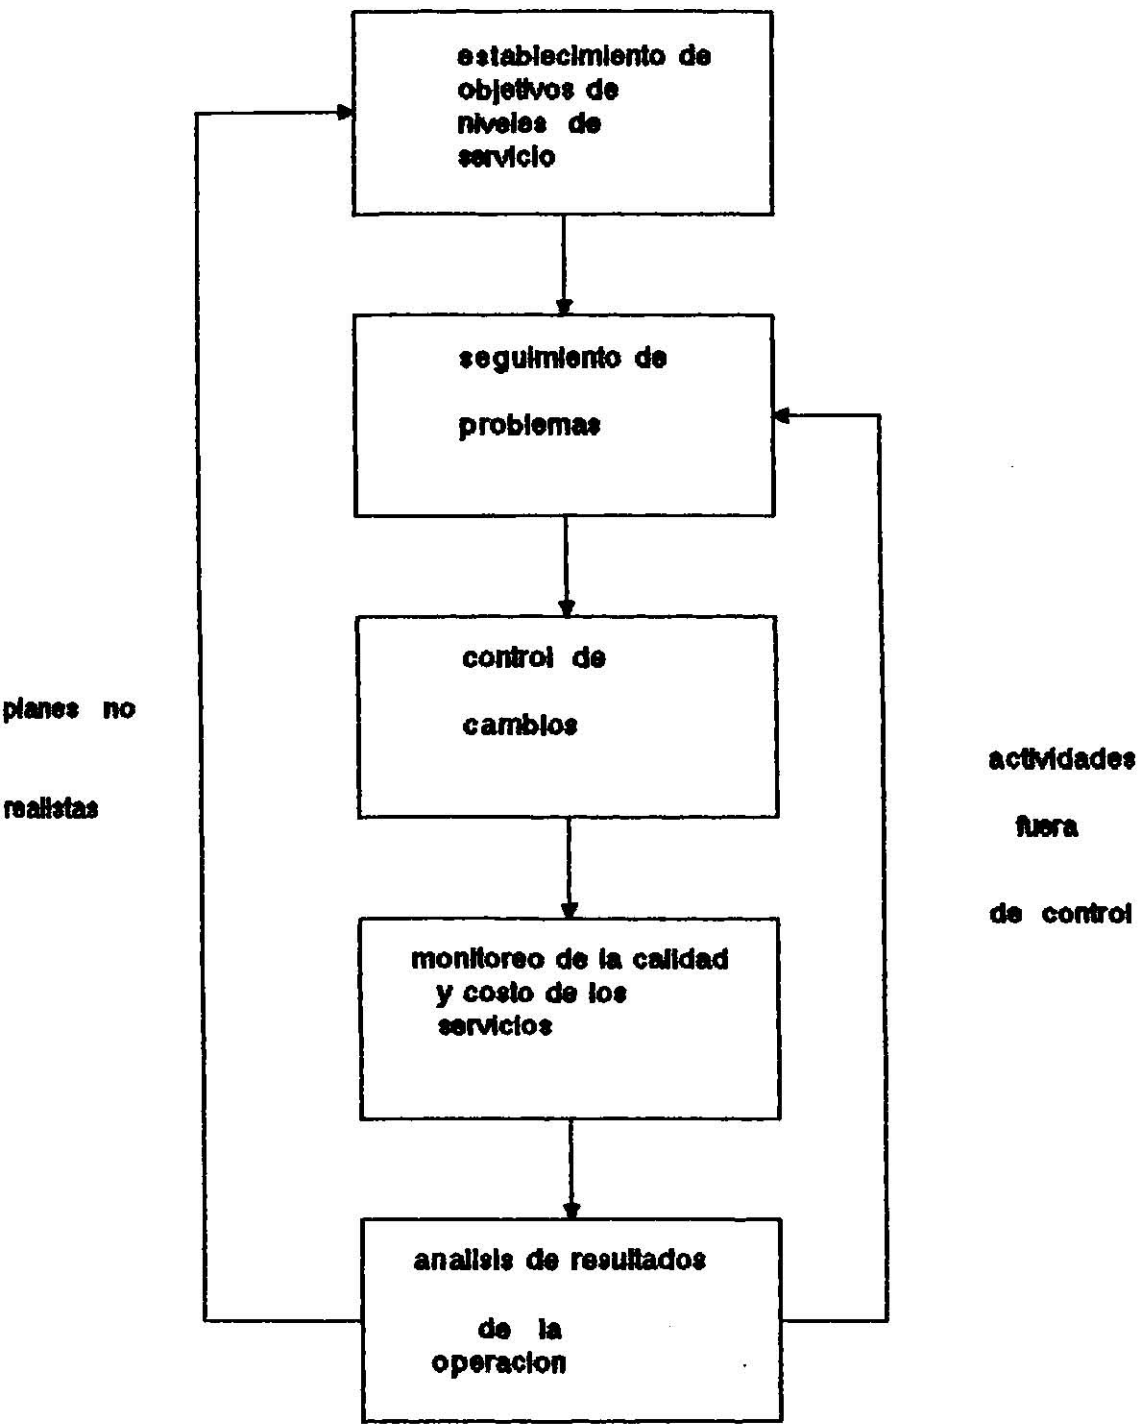 establecimiento de
objetivos de
niveles de
servicio
seguimiento de
problemas
control de
cambios
planes no
realistas
actividades
fuera
de control
monitoreo de la calidad
y costo de los
servicios
analisis de resultados
de la
operacion